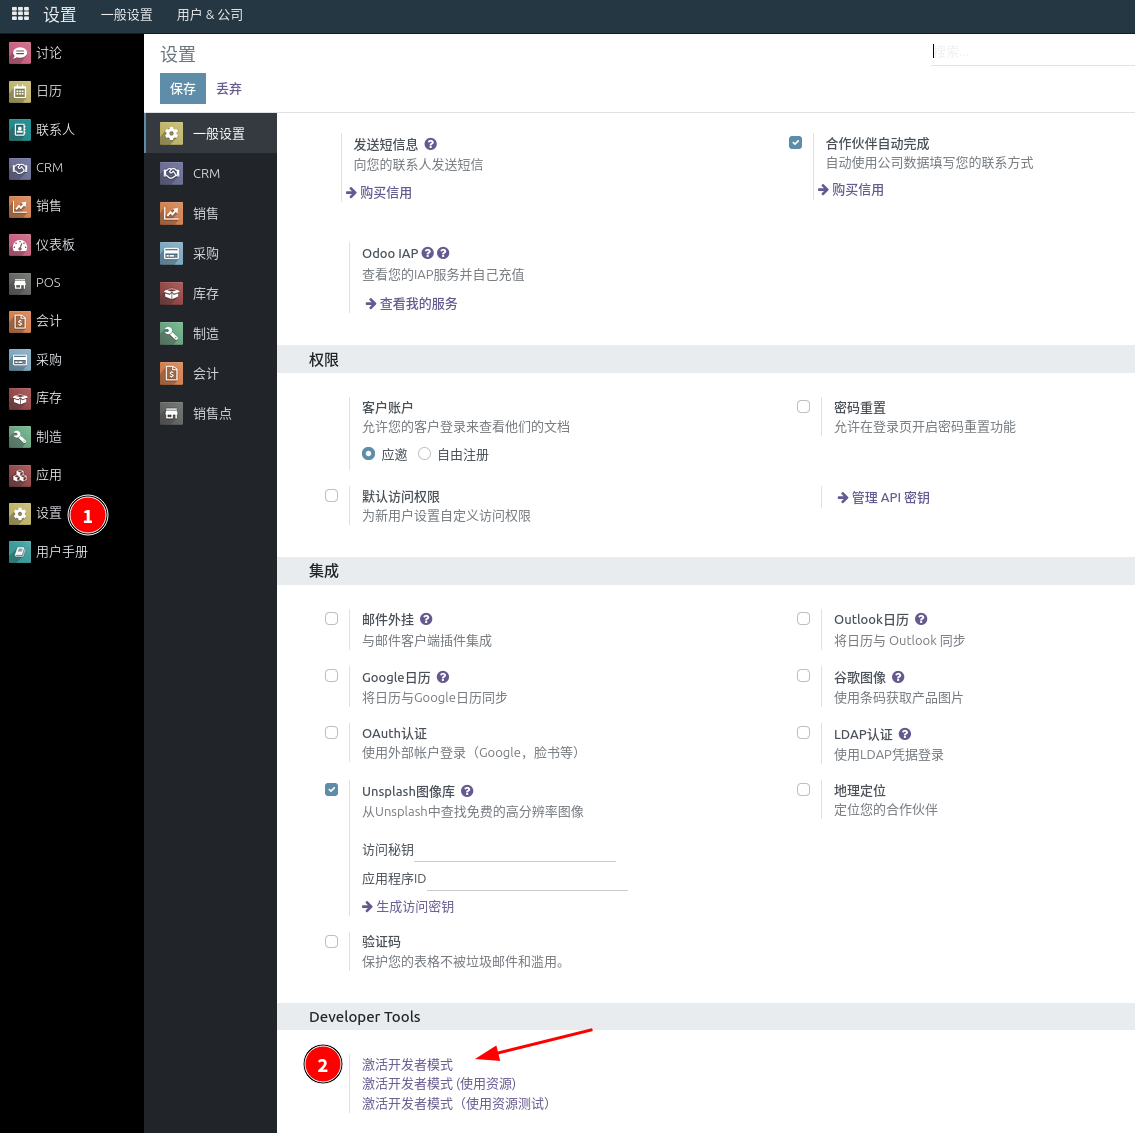 设置 一般设置 用户 & 公司
讨论
日历
联系人
CRM
销售
仪表板
POS
会计
采购
库存
制造
应用
设置
1
用户手册
设置
搜索...
保存 丢弃
一般设置
CRM
销售
采购
库存
制造
会计
销售点
发送短信息
向您的联系人发送短信
购买信用
合作伙伴自动完成
自动使用公司数据填写您的联系方式
购买信用
Odoo IAP
查看您的IAP服务并自己充值
查看我的服务
权限
客户账户
允许您的客户登录来查看他们的文档
应邀 自由注册
密码重置
允许在登录页开启密码重置功能
默认访问权限
为新用户设置自定义访问权限
管理 API 密钥
集成
邮件外挂
与邮件客户端插件集成
Outlook日历
将日历与 Outlook 同步
Google日历
将日历与Google日历同步
谷歌图像
使用条码获取产品图片
OAuth认证
使用外部帐户登录（Google，脸书等）
LDAP认证
使用LDAP凭据登录
Unsplash图像库
从Unsplash中查找免费的高分辨率图像
访问秘钥
应用程序ID
生成访问密钥
地理定位
定位您的合作伙伴
验证码
保护您的表格不被垃圾邮件和滥用。
Developer Tools
2
激活开发者模式
激活开发者模式 (使用资源)
激活开发者模式（使用资源测试）